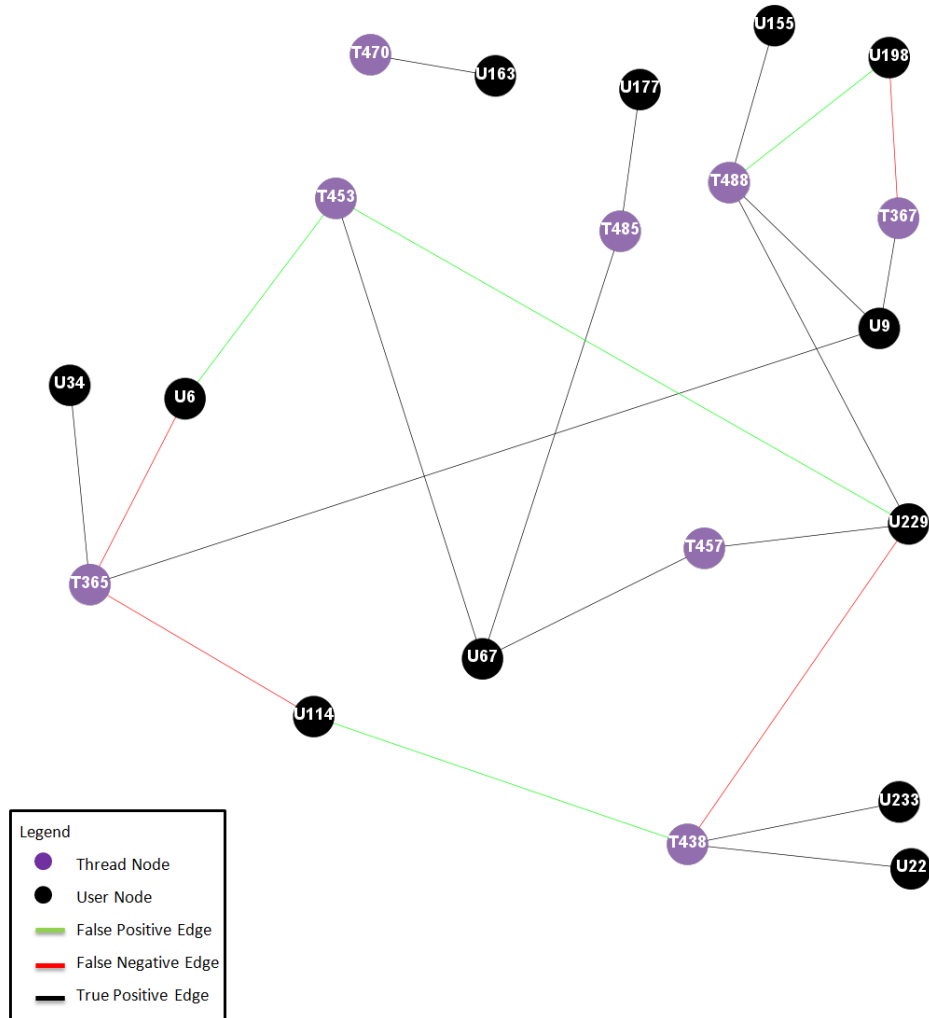 U155
T470
U198
U163
U177
T488
T453
T367
T485
U9
U34
U6
U229
T457
T365
U67
U114
U233
T438
U22
Legend
Thread Node
User Node
False Positive Edge
False Negative Edge
True Positive Edge